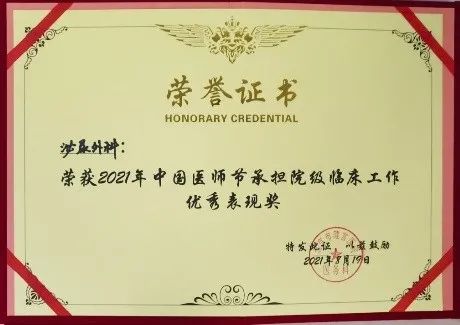 荣誉证书
HONORARY CREDENTIAL
泌尿外科：
荣获2021年中国医师节承担院级临床工作
优秀表现奖
特发此证 以兹鼓励
2021年8月19日